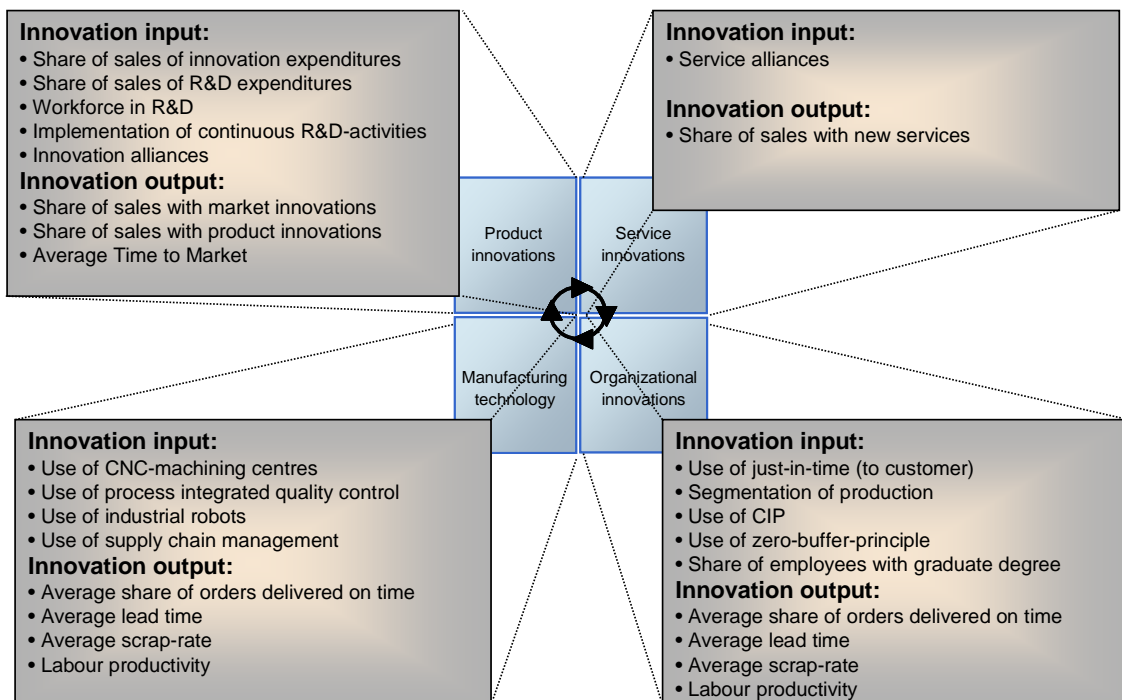 Innovation input:
• Share of sales of innovation expenditures
• Share of sales of R&D expenditures
• Workforce in R&D
• Implementation of continuous R&D-activities
• Innovation alliances
Innovation output:
• Share of sales with market innovations
• Share of sales with product innovations
• Average Time to Market
Innovation input:
• Service alliances
Innovation output:
• Share of sales with new services
Product
innovations
Service
innovations
Manufacturing
technology
Organizational
innovations
Innovation input:
• Use of CNC-machining centres
• Use of process integrated quality control
• Use of industrial robots
• Use of supply chain management
Innovation output:
• Average share of orders delivered on time
• Average lead time
• Average scrap-rate
• Labour productivity
Innovation input:
• Use of just-in-time (to customer)
• Segmentation of production
• Use of CIP
• Use of zero-buffer-principle
• Share of employees with graduate degree
Innovation output:
• Average share of orders delivered on time
• Average lead time
• Average scrap-rate
• Labour productivity